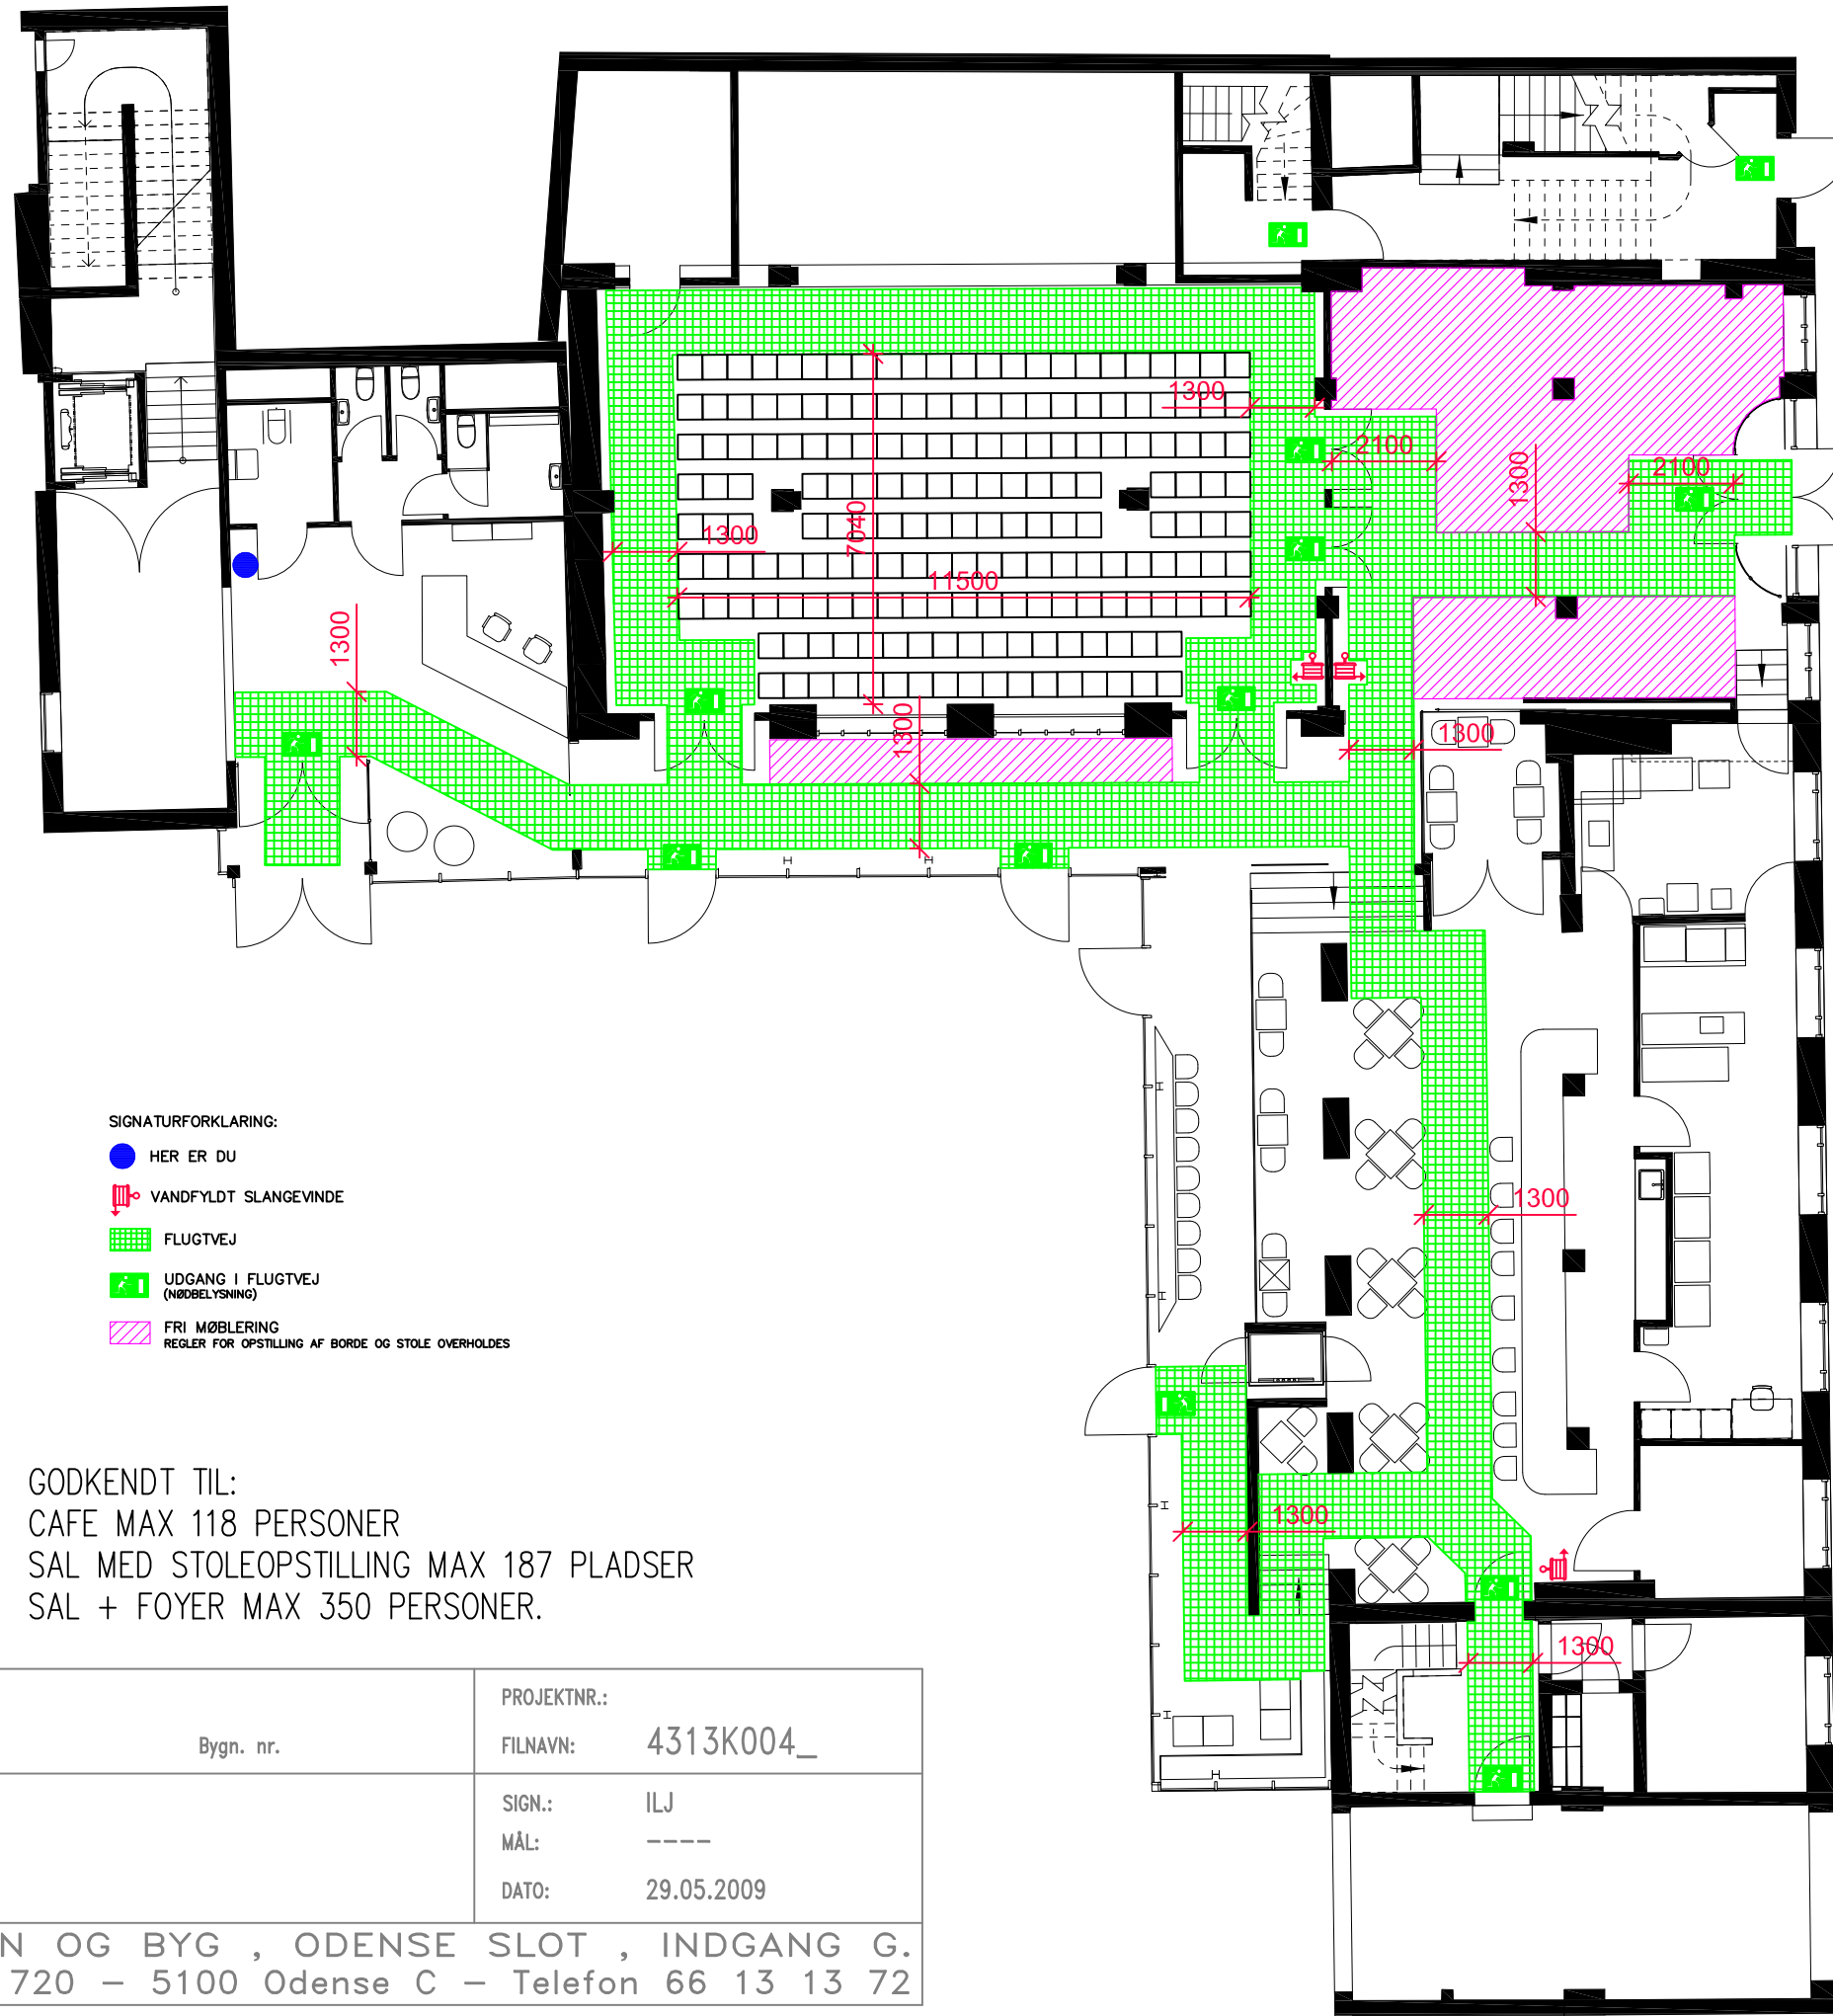 1300
2100
1300
2100
7040
1300
11500
1300
1300
1300
1300
1300
1300
SIGNATURFORKLARING:
HER ER DU
VANDFYLDT SLANGEVINDE
FLUGTVEJ
UDGANG I FLUGTVEJ
(NØDBELYSNING)
FRI MØBLERING
REGLER FOR OPSTILLING AF BORDE OG STOLE OVERHOLDES
GODKENDT TIL:
CAFE MAX 118 PERSONER
SAL MED STOLEOPSTILLING MAX 187 PLADSER
SAL + FOYER MAX 350 PERSONER.
Bygn. nr.
PROJEKTNR.:
FILNAVN: 4313K004_
SIGN.: ILJ
MÅL: ----
DATO: 29.05.2009
N OG BYG , ODENSE SLOT , INDGANG G.
720 – 5100 Odense C – Telefon 66 13 13 72